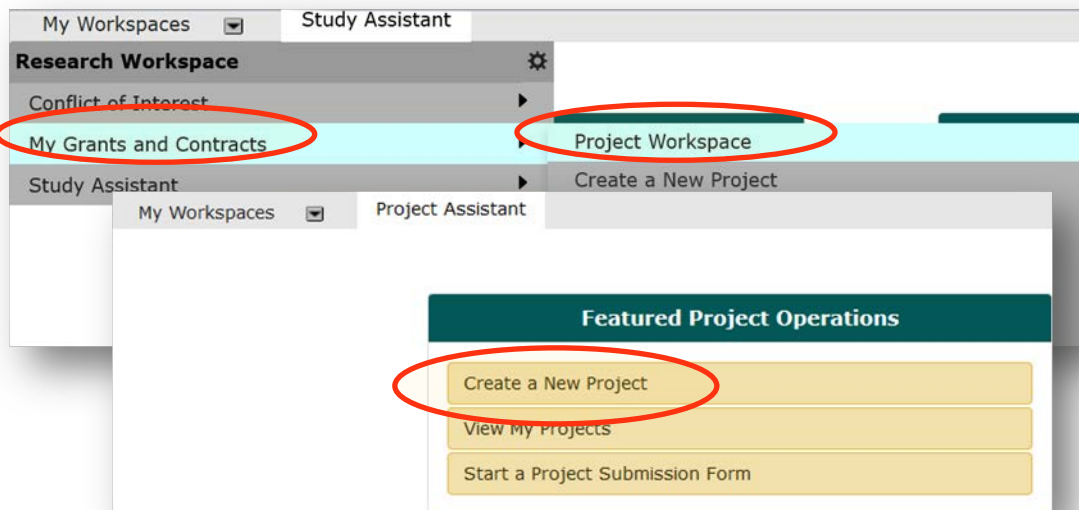 My Workspaces Study Assistant
Research Workspace
Conflict of Interest
My Grants and Contracts Project Workspace
Study Assistant Create a New Project
My Workspaces Project Assistant
Featured Project Operations
Create a New Project
View My Projects
Start a Project Submission Form